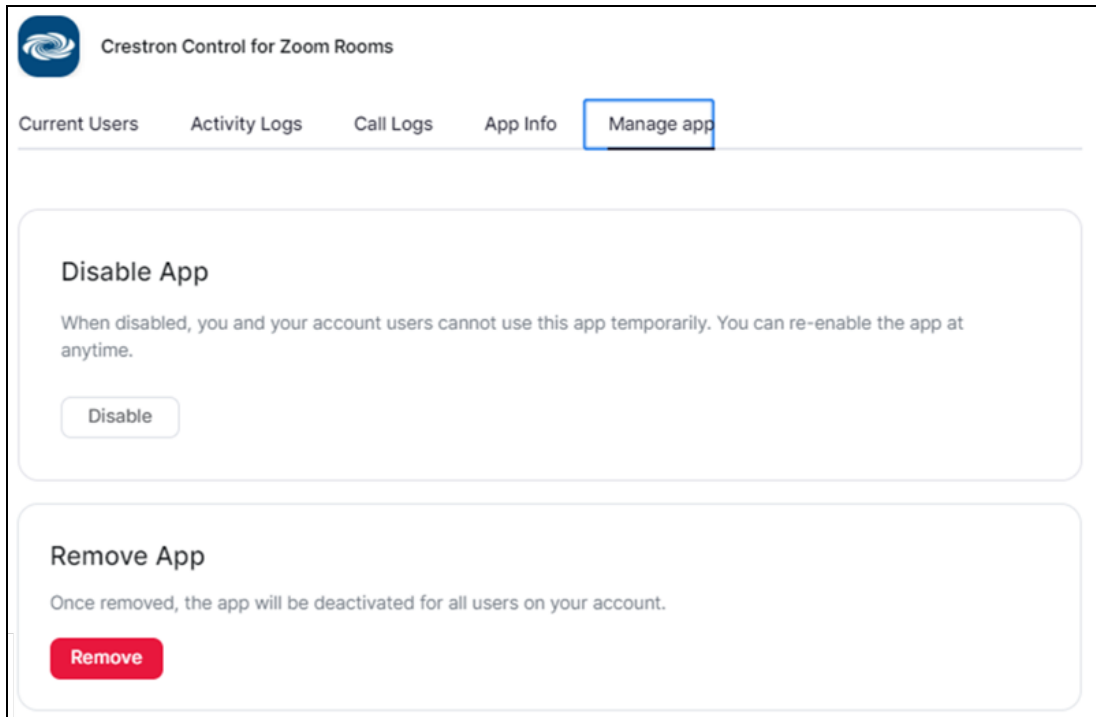 Crestron Control for Zoom Rooms
Current Users Activity Logs Call Logs App Info Manage app
Disable App
When disabled, you and your account users cannot use this app temporarily. You can re-enable the app at
anytime.
Disable
Remove App
Once removed, the app will be deactivated for all users on your account.
Remove